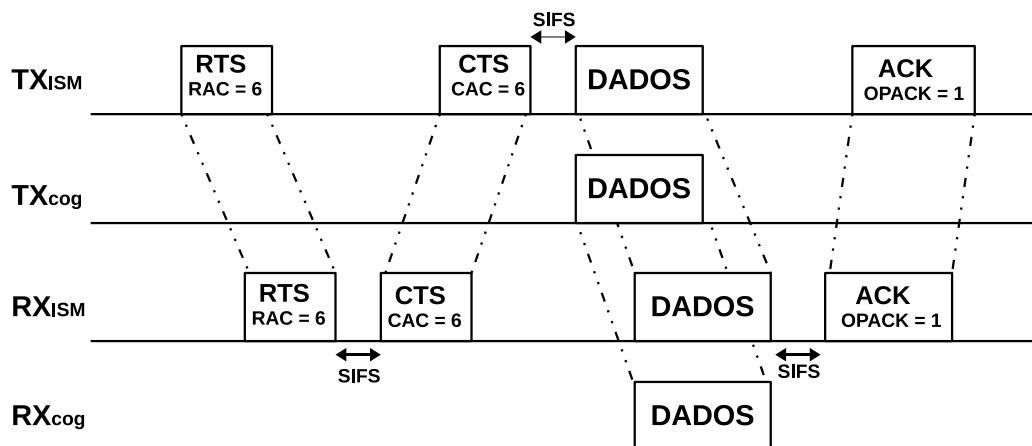 SIFS
TXISM
RTS
RAC = 6
CTS
CAC = 6
DADOS
ACK
OPACK = 1
TXcog
DADOS
RXISM
RTS
RAC = 6
CTS
CAC = 6
DADOS
ACK
OPACK = 1
SIFS
SIFS
RXcog
DADOS